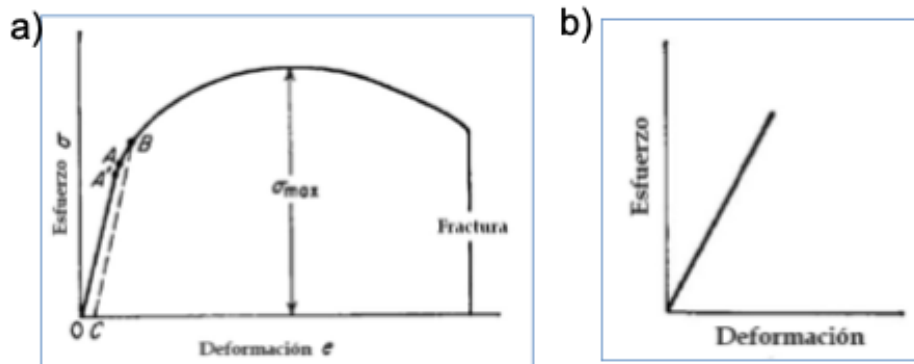 a)
Esfuerzo σ
A
A'
B
σmax
Fractura
O C
Deformación e
b)
Esfuerzo
Deformación